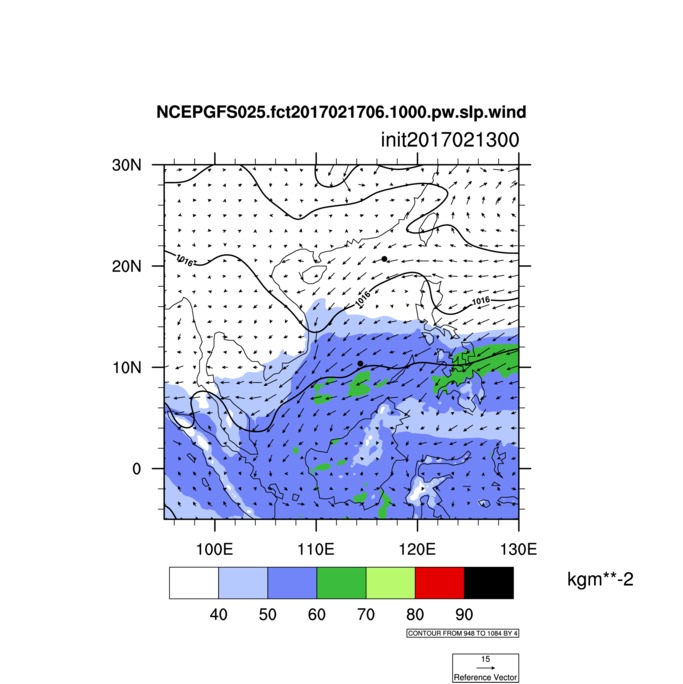 NCEPGFS025.fct2017021706.1000.pw.slp.wind
init2017021300
30N
20N
10N
0
1016
1016
1016
100E 110E 120E 130E
40 50 60 70 80 90
kgm**-2
CONTOUR FROM 948 TO 1084 BY 4
15
Reference Vector